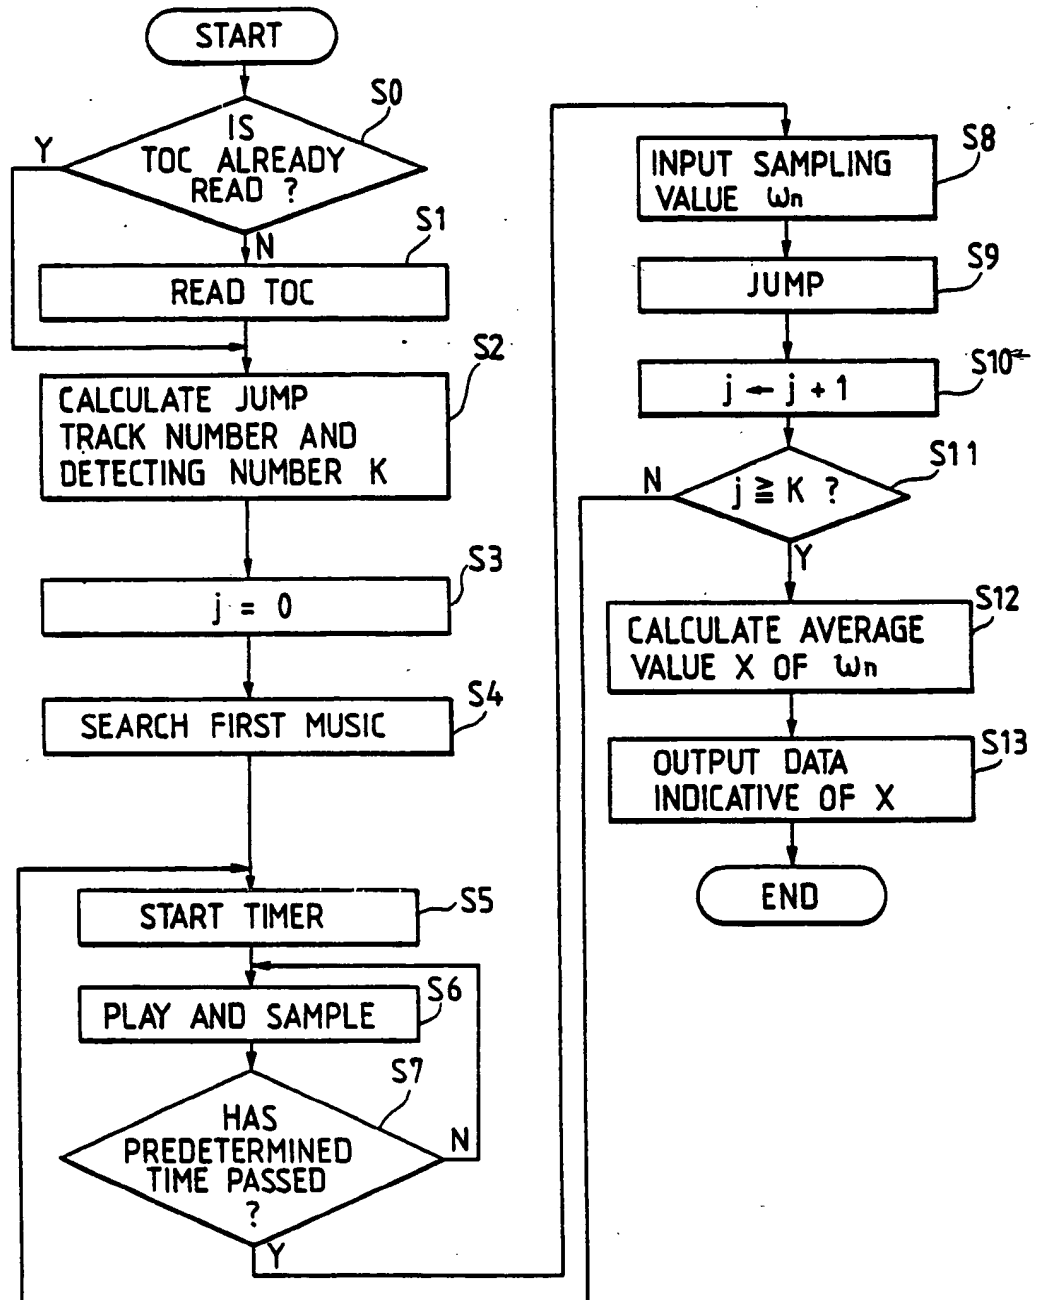 START
S0
IS
TOC ALREADY
READ ?
Y
N
S1
READ TOC
S2
CALCULATE JUMP
TRACK NUMBER AND
DETECTING NUMBER K
S3
j = 0
S4
SEARCH FIRST MUSIC
S5
START TIMER
S6
PLAY AND SAMPLE
S7
HAS
PREDETERMINED
TIME PASSED
?
N
Y
S8
INPUT SAMPLING
VALUE ωn
S9
JUMP
S10
j ← j + 1
S11
j ≧ K ?
N
Y
S12
CALCULATE AVERAGE
VALUE X OF ωn
S13
OUTPUT DATA
INDICATIVE OF X
END